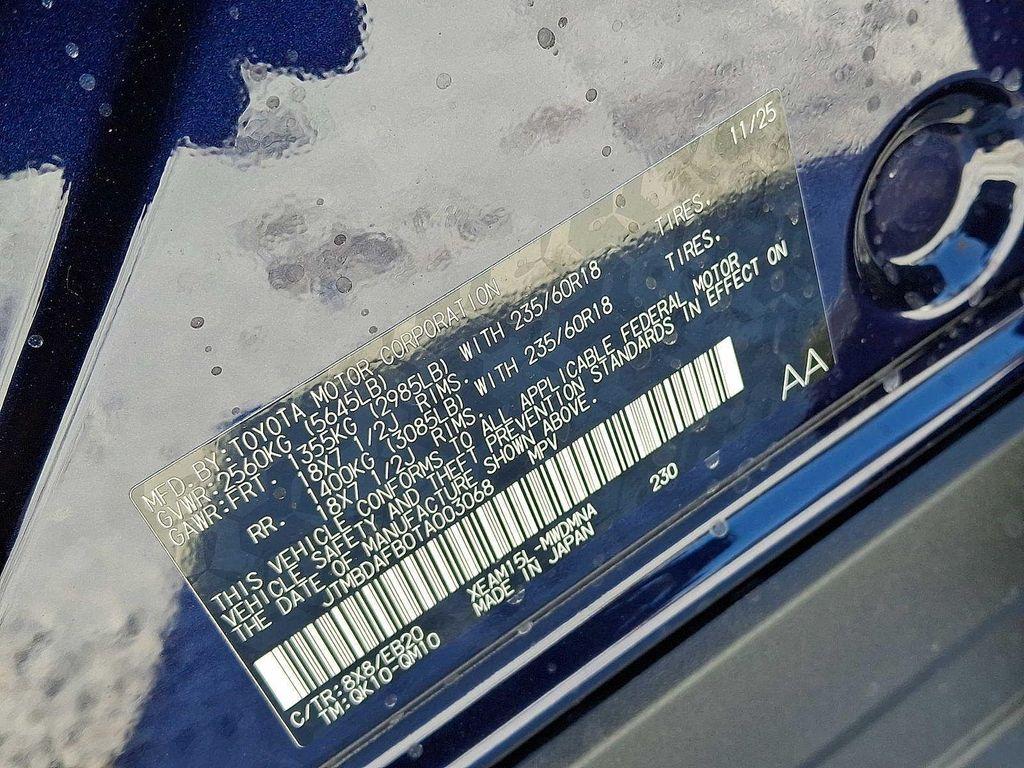 11/25
MFD. BY: TOYOTA MOTOR CORPORATION
GVWR: 2560KG (5645LB)
GAWR: FRT: 1355KG (2985LB) WITH 235/60R18 TIRES.
18X7 1/2J RIMS.
RR. 1400KG (3085LB) WITH 235/60R18 TIRES.
18X7 1/2J RIMS.
THIS VEHICLE CONFORMS TO ALL APPLICABLE FEDERAL MOTOR
VEHICLE SAFETY AND THEFT PREVENTION STANDARDS IN EFFECT ON
THE DATE OF MANUFACTURE SHOWN ABOVE.
JTMBDAFB0TA003068 MPV
AA
230
C/TR: 8X8/EB20 XEAM15L-MWDMNA
TM: QK10-QM10 MADE IN JAPAN